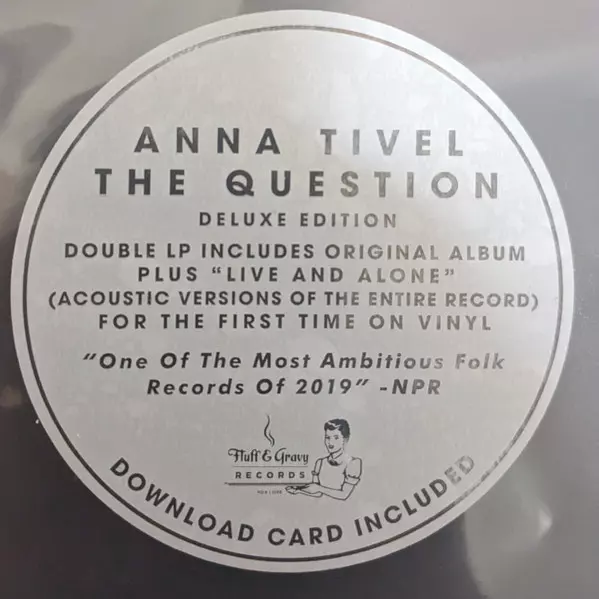 ANNA TIVEL
THE QUESTION
DELUXE EDITION
DOUBLE LP INCLUDES ORIGINAL ALBUM
PLUS “LIVE AND ALONE”
(ACOUSTIC VERSIONS OF THE ENTIRE RECORD)
FOR THE FIRST TIME ON VINYL
“One Of The Most Ambitious Folk
Records Of 2019” -NPR
Fluff & Gravy
RECORDS
DOWNLOAD CARD INCLUDED